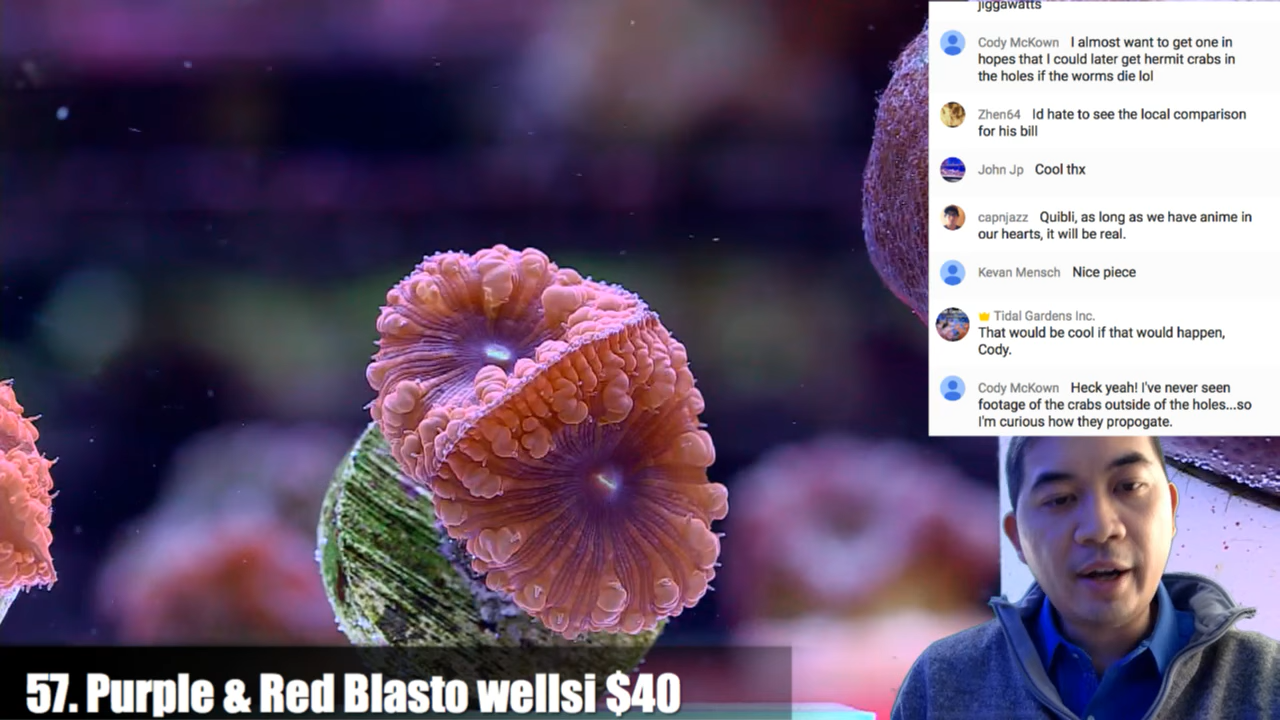 jiggawatts
Cody McKown I almost want to get one in
hopes that I could later get hermit crabs in
the holes if the worms die lol
Zhen64 Id hate to see the local comparison
for his bill
John Jp Cool thx
capnjazz Quibli, as long as we have anime in
our hearts, it will be real.
Kevan Mensch Nice piece
Tidal Gardens Inc.
That would be cool if that would happen,
Cody.
Cody McKown Heck yeah! I've never seen
footage of the crabs outside of the holes...so
I'm curious how they propogate.
57. Purple & Red Blasto wellsi $40